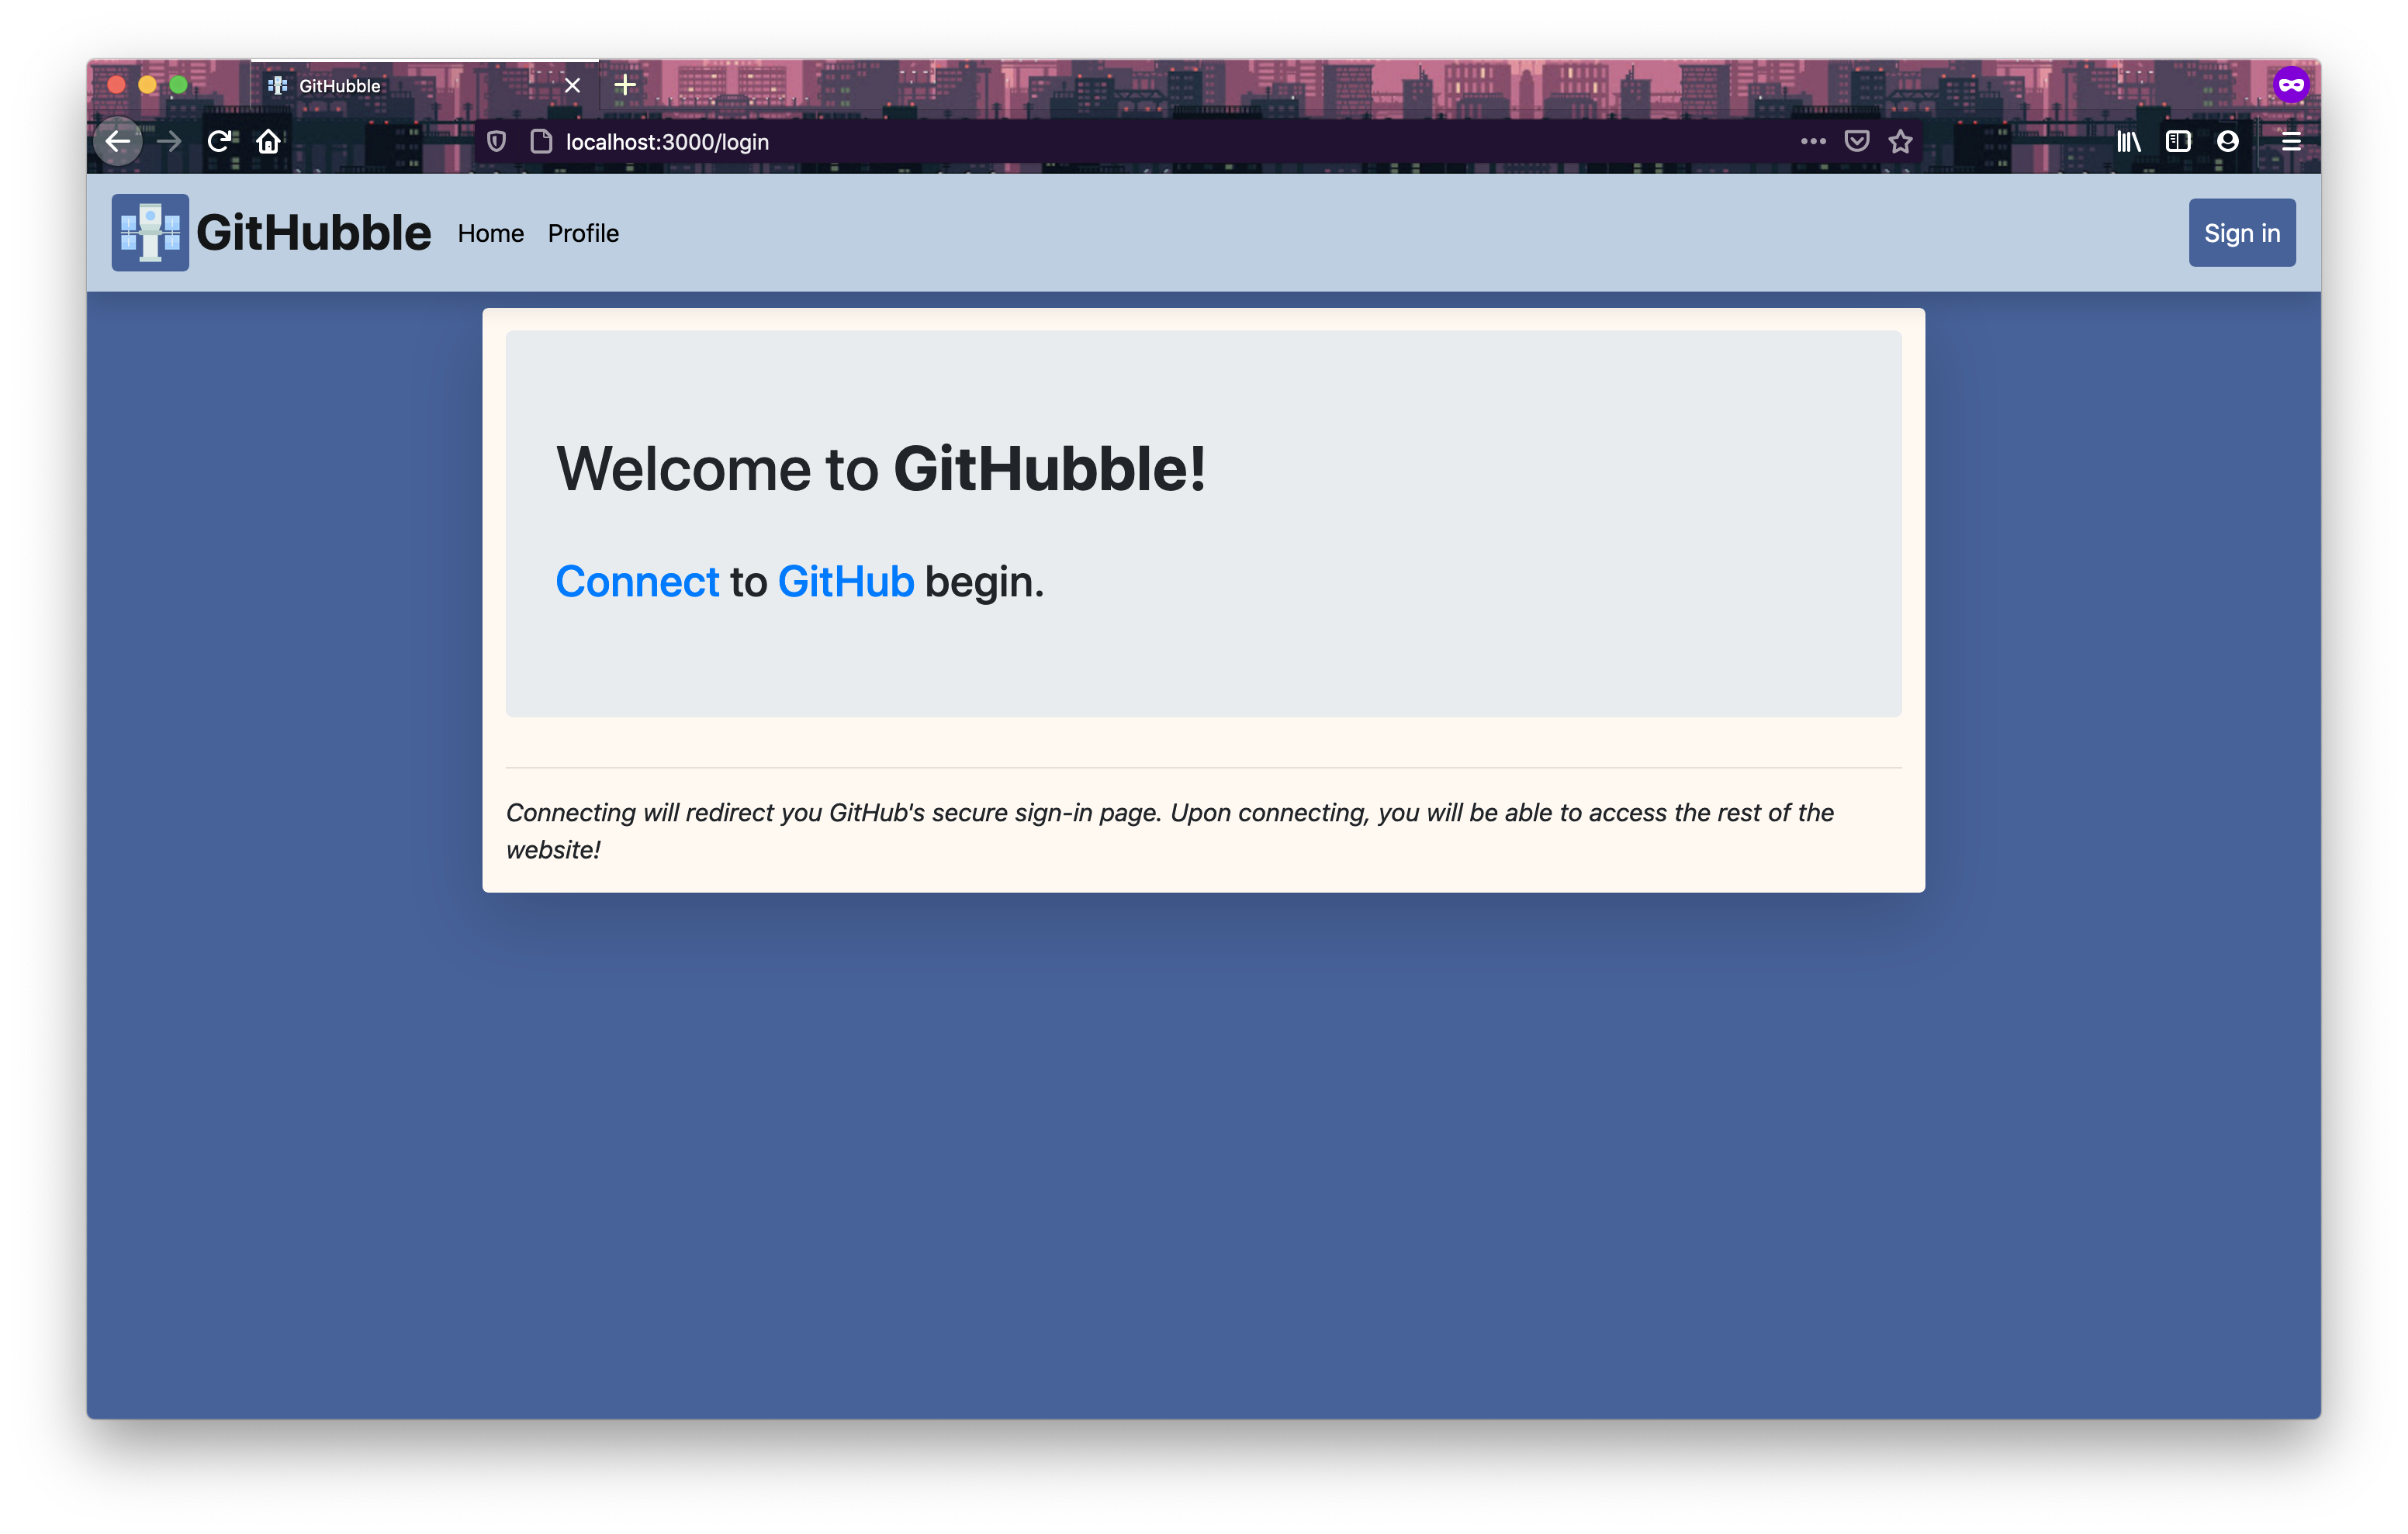 GitHubble
localhost:3000/login
GitHubble Home Profile Sign in
Welcome to GitHubble!
Connect to GitHub begin.
Connecting will redirect you GitHub's secure sign-in page. Upon connecting, you will be able to access the rest of the
website!